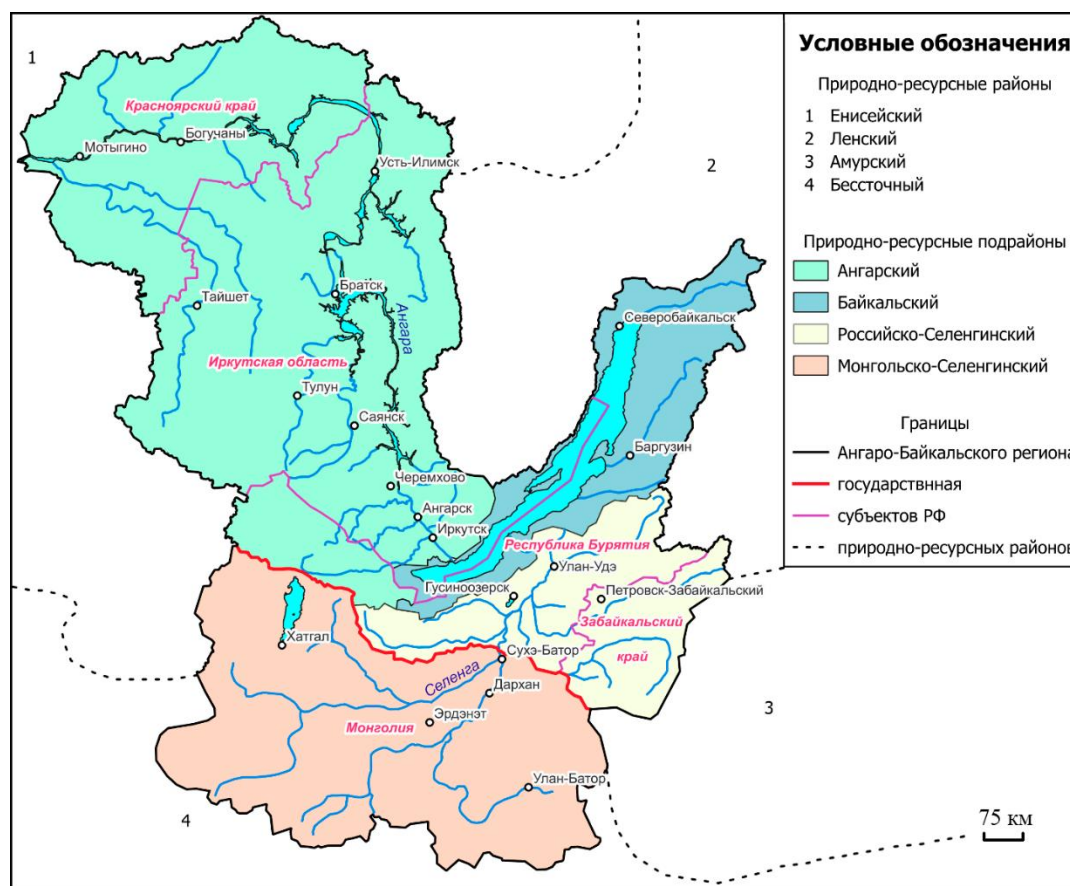 1
Красноярский край
Мотыгино
Богучаны
Усть-Илимск
2
Тайшет
Братск
Ангара
Северобайкальск
Иркутская область
Тулун
Саянск
Баргузин
Черемхово
Ангарск
Иркутск
Республика Бурятия
Улан-Удэ
Гусиноозерск
Петровск-Забайкальский
Забайкальский
край
Хатгал
Сухэ-Батор
Селенга
Дархан
Эрдэнэт
Монголия
3
Улан-Батор
4
75 км
Условные обозначения
Природно-ресурсные районы
1 Енисейский
2 Ленский
3 Амурский
4 Бессточный
Природно-ресурсные подрайоны
Ангарский
Байкальский
Российско-Селенгинский
Монгольско-Селенгинский
Границы
Ангаро-Байкальского региона
государствнная
субъектов РФ
природно-ресурсных районов